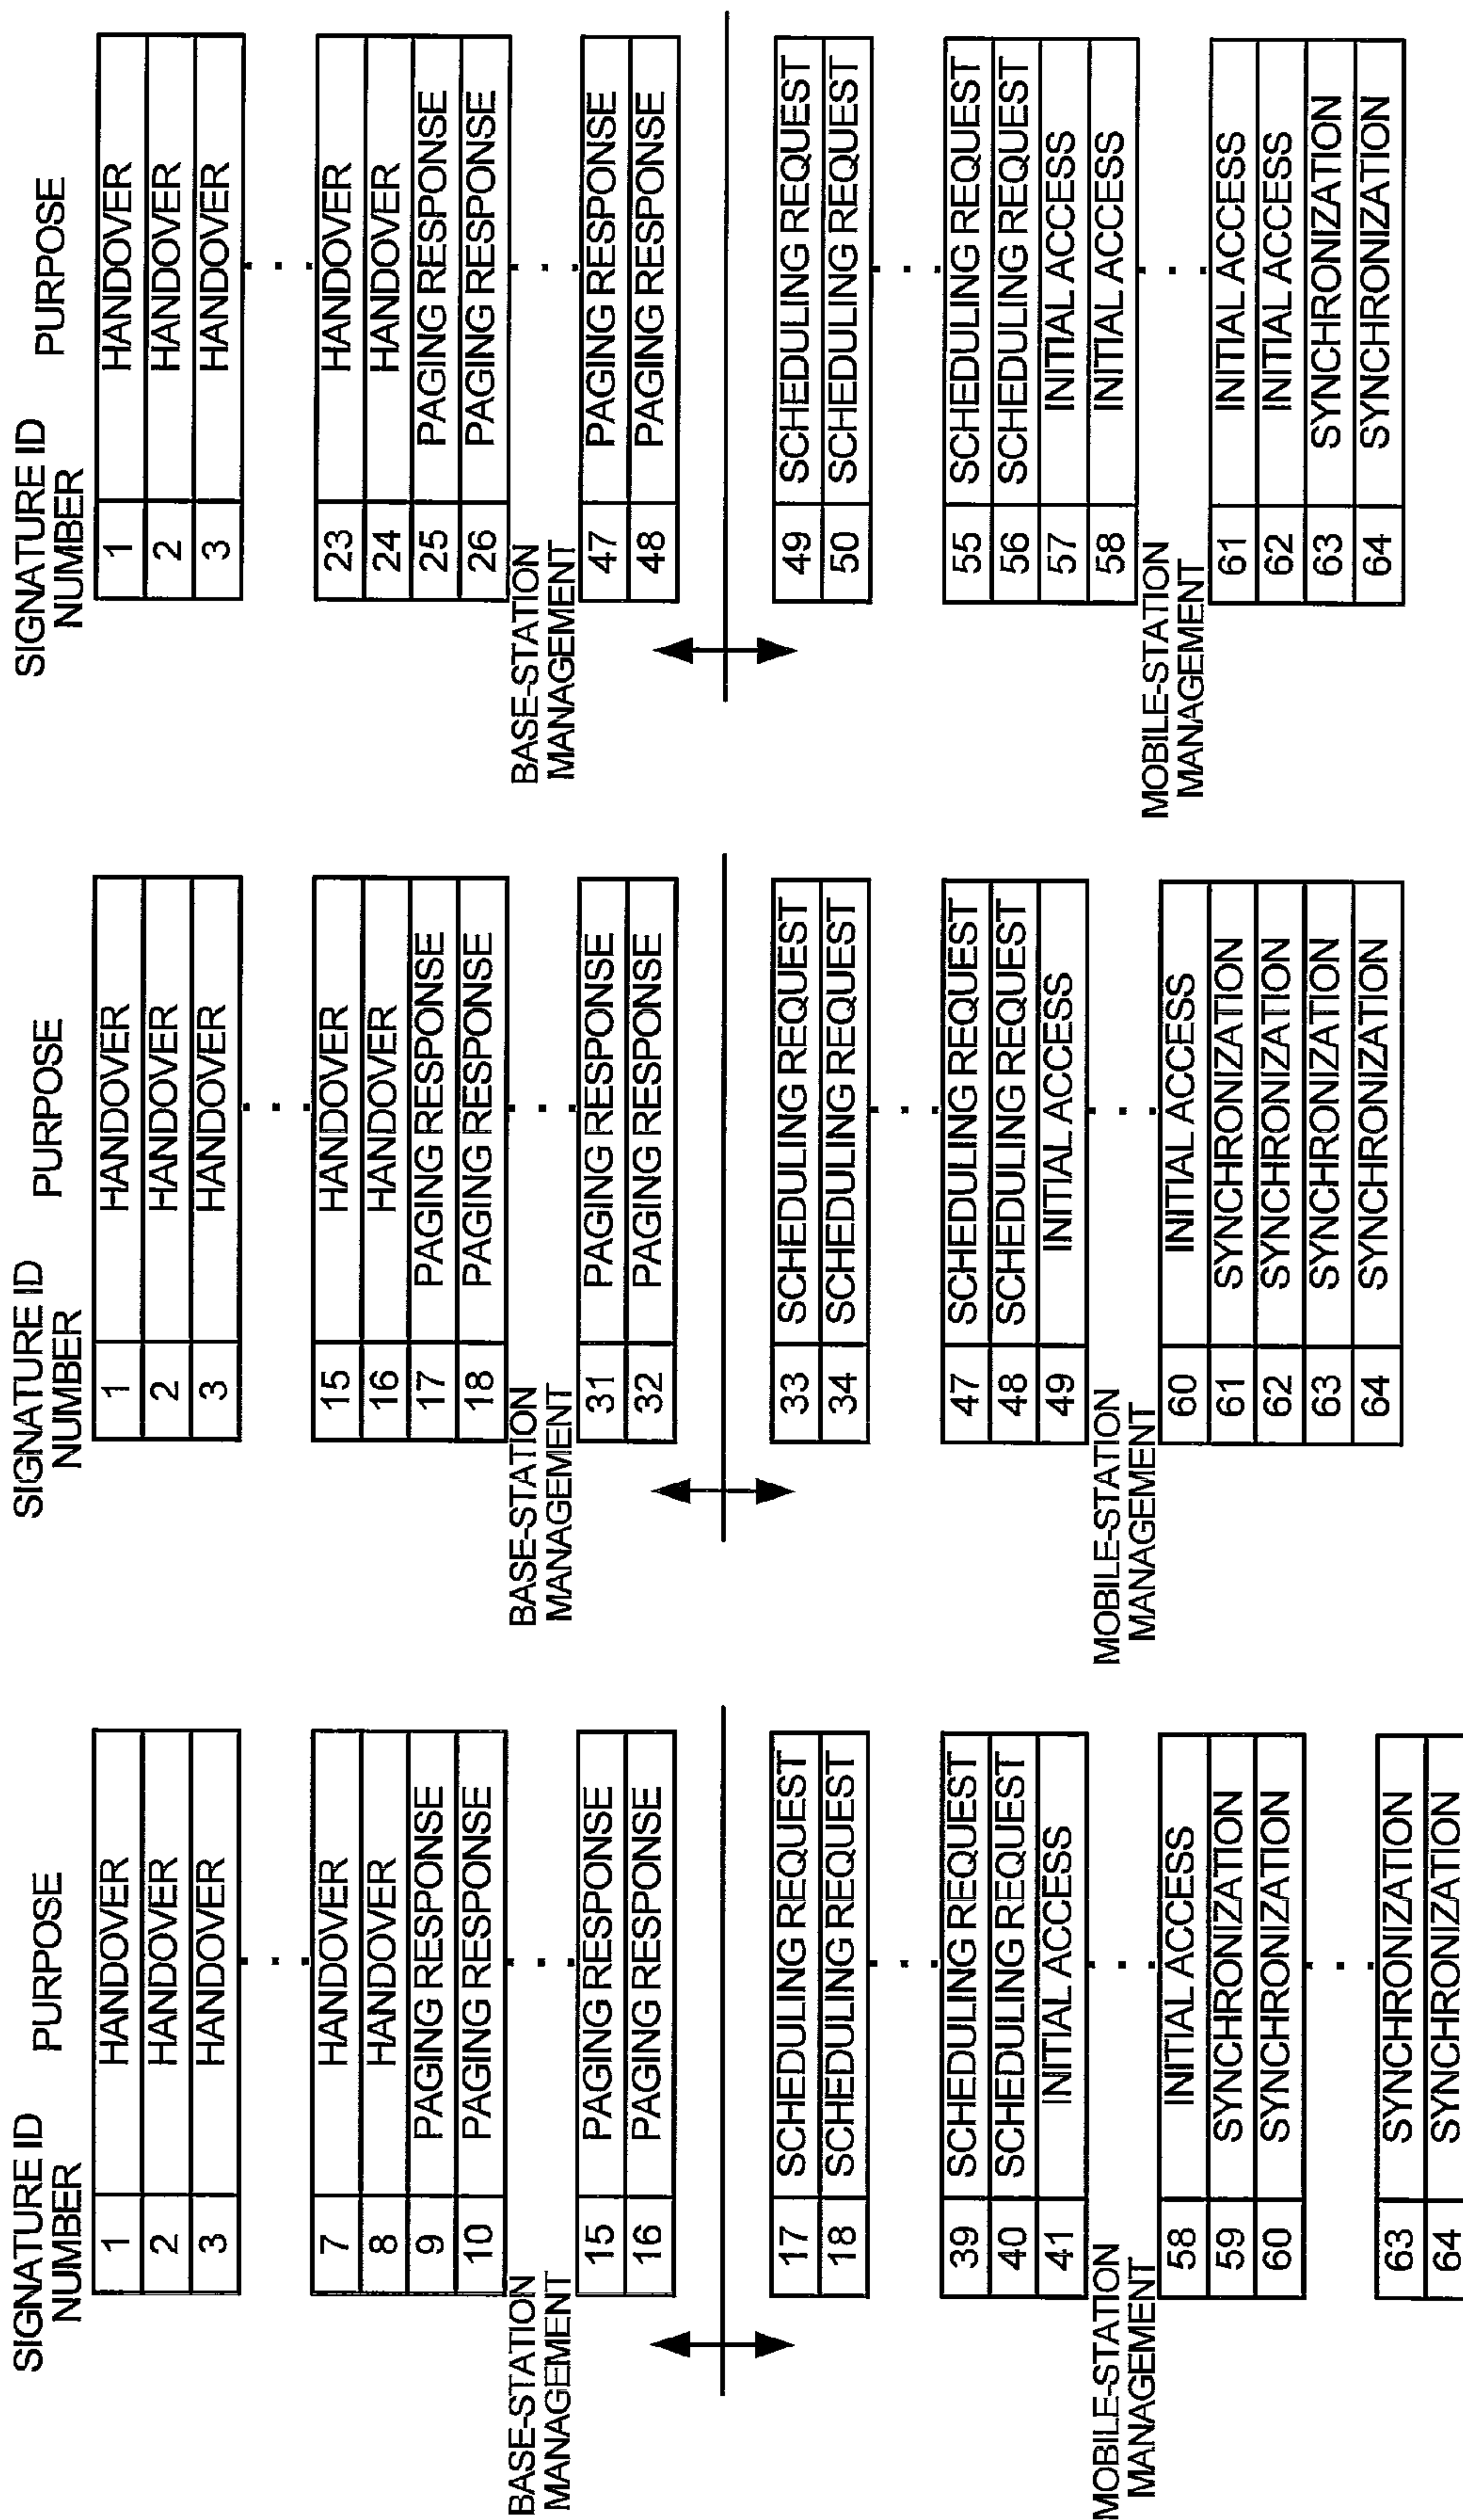 SIGNATURE ID
NUMBER
PURPOSE
1 HANDOVER
2 HANDOVER
3 HANDOVER
7 HANDOVER
8 HANDOVER
9 PAGING RESPONSE
10 PAGING RESPONSE
BASE-STATION
MANAGEMENT
15 PAGING RESPONSE
16 PAGING RESPONSE
17 SCHEDULING REQUEST
18 SCHEDULING REQUEST
39 SCHEDULING REQUEST
40 SCHEDULING REQUEST
41 INITIAL ACCESS
MOBILE-STATION
MANAGEMENT
58 INITIAL ACCESS
59 SYNCHRONIZATION
60 SYNCHRONIZATION
63 SYNCHRONIZATION
64 SYNCHRONIZATION
SIGNATURE ID
NUMBER
PURPOSE
1 HANDOVER
2 HANDOVER
3 HANDOVER
15 HANDOVER
16 HANDOVER
17 PAGING RESPONSE
18 PAGING RESPONSE
BASE-STATION
MANAGEMENT
31 PAGING RESPONSE
32 PAGING RESPONSE
33 SCHEDULING REQUEST
34 SCHEDULING REQUEST
47 SCHEDULING REQUEST
48 SCHEDULING REQUEST
49 INITIAL ACCESS
MOBILE-STATION
MANAGEMENT
60 INITIAL ACCESS
61 SYNCHRONIZATION
62 SYNCHRONIZATION
63 SYNCHRONIZATION
64 SYNCHRONIZATION
SIGNATURE ID
NUMBER
PURPOSE
1 HANDOVER
2 HANDOVER
3 HANDOVER
23 HANDOVER
24 HANDOVER
25 PAGING RESPONSE
26 PAGING RESPONSE
BASE-STATION
MANAGEMENT
47 PAGING RESPONSE
48 PAGING RESPONSE
49 SCHEDULING REQUEST
50 SCHEDULING REQUEST
55 SCHEDULING REQUEST
56 SCHEDULING REQUEST
57 INITIAL ACCESS
58 INITIAL ACCESS
MOBILE-STATION
MANAGEMENT
61 INITIAL ACCESS
62 INITIAL ACCESS
63 SYNCHRONIZATION
64 SYNCHRONIZATION